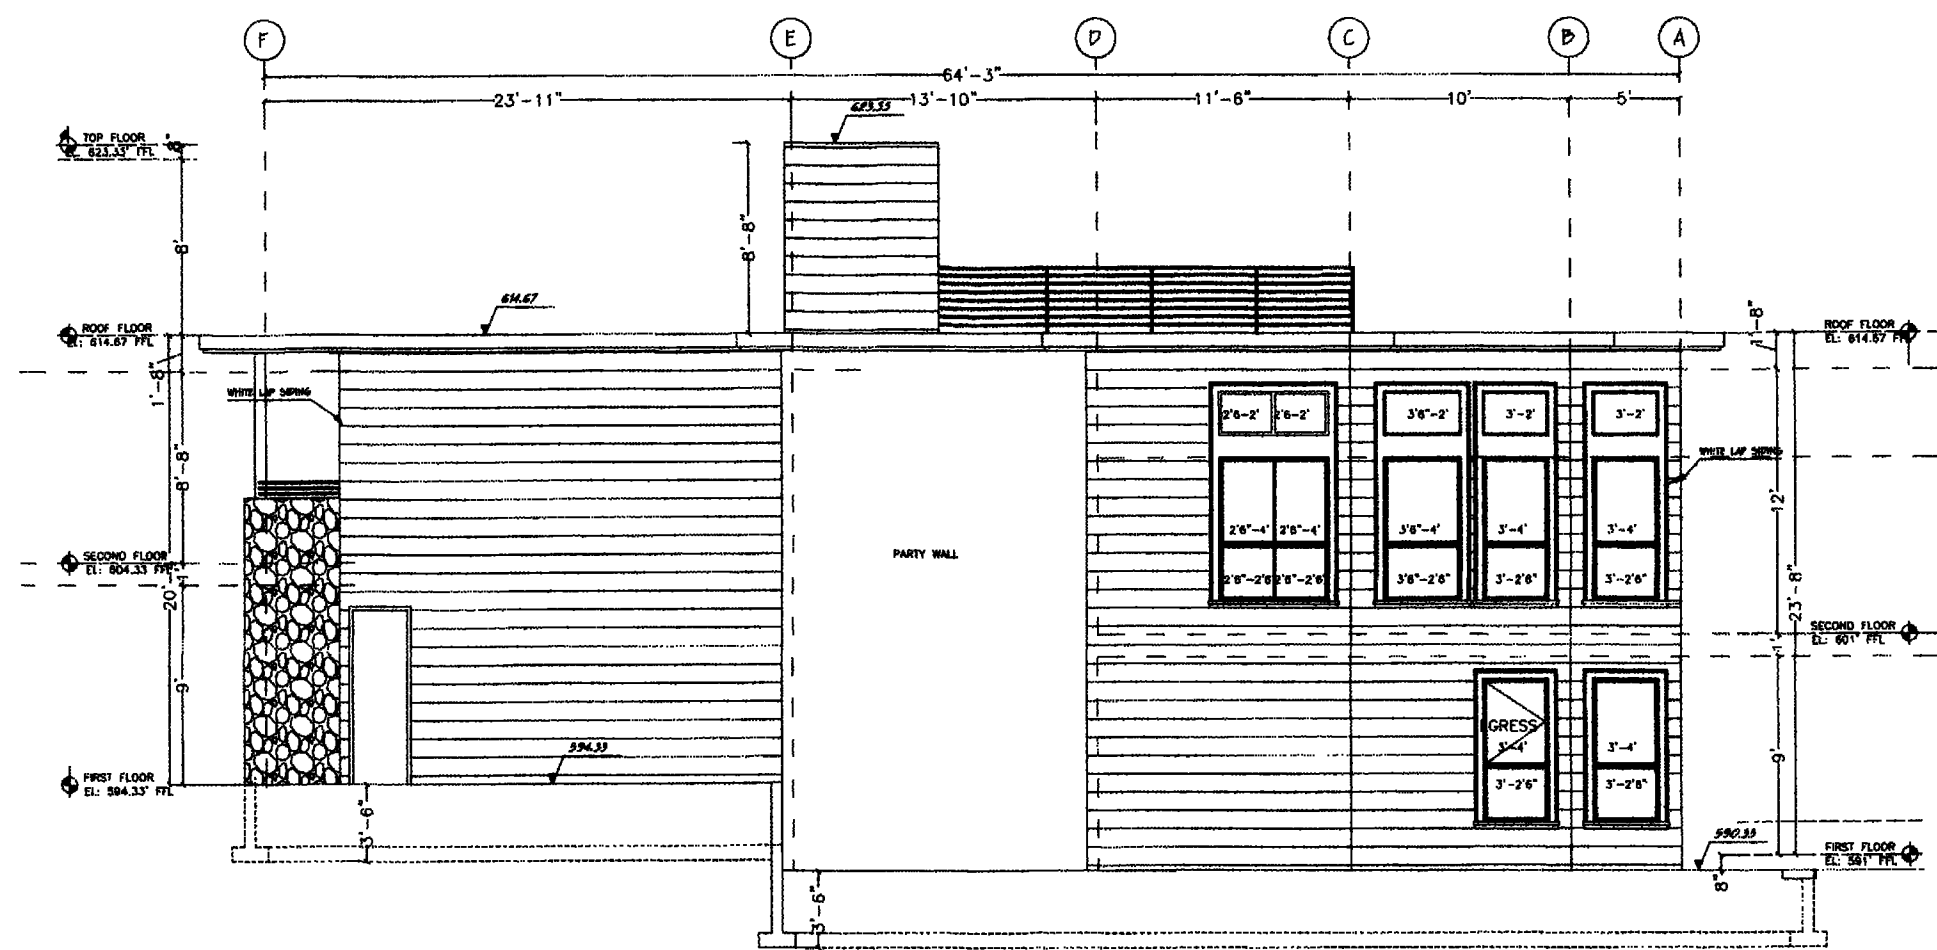 F E D C B A
64'-3"
23'-11" 13'-10" 11'-6" 10' 5'
623.33
TOP FLOOR
EL: 623.33' FFL
8"
8'
8'-8"
614.67
ROOF FLOOR
EL: 614.67 FFL
1'-8"
ROOF FLOOR
EL: 614.67 FFL
1'-8"
WHITE LAP SIDING
2'6-2' 2'6-2' 3'6"-2' 3'-2' 3'-2'
WHITE LAP SIDING
8'-8"
12'
2'6"-4' 2'6"-4' 3'6"-4' 3'-4' 3'-4'
PARTY WALL
SECOND FLOOR
EL: 604.33 FFL
1'
20'
2'6"-2'6 2'6"-2'6" 3'6"-2'6" 3'-2'6" 3'-2'6"
23'-8"
SECOND FLOOR
EL: 601' FFL
1'
9'
EGRESS
3'-4' 3'-4'
9'
594.33
FIRST FLOOR
EL: 594.33' FFL
3'-2'6" 3'-2'6"
3'-6"
590.33
FIRST FLOOR
EL: 591' FFL
8"
3'-6"